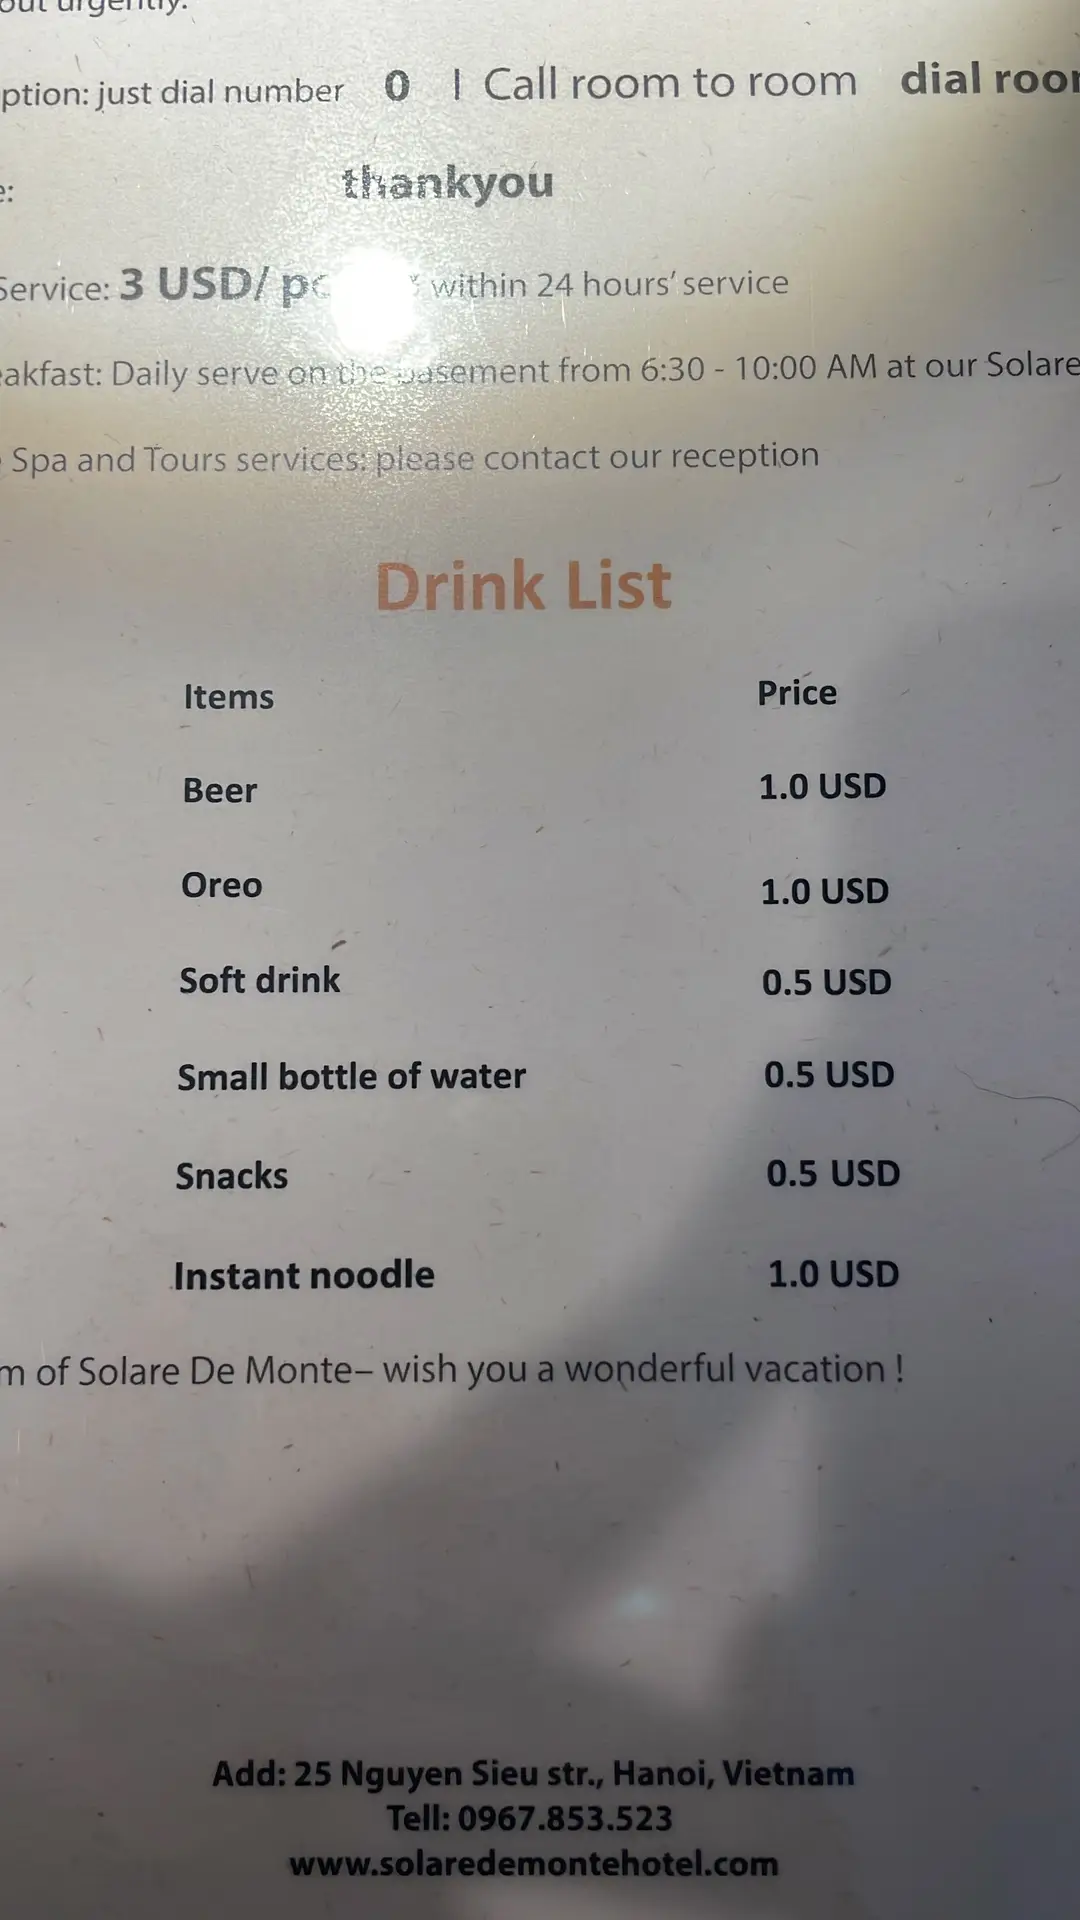 out urgently.
ption: just dial number 0 | Call room to room dial roor
e: thankyou
Service: 3 USD/ within 24 hours' service
eakfast: Daily serve on the basement from 6:30 - 10:00 AM at our Solare
Spa and Tours services: please contact our reception
Drink List
Items Price
Beer 1.0 USD
Oreo 1.0 USD
Soft drink 0.5 USD
Small bottle of water 0.5 USD
Snacks 0.5 USD
Instant noodle 1.0 USD
m of Solare De Monte– wish you a wonderful vacation !
Add: 25 Nguyen Sieu str., Hanoi, Vietnam
Tell: 0967.853.523
www.solaredemontehotel.com